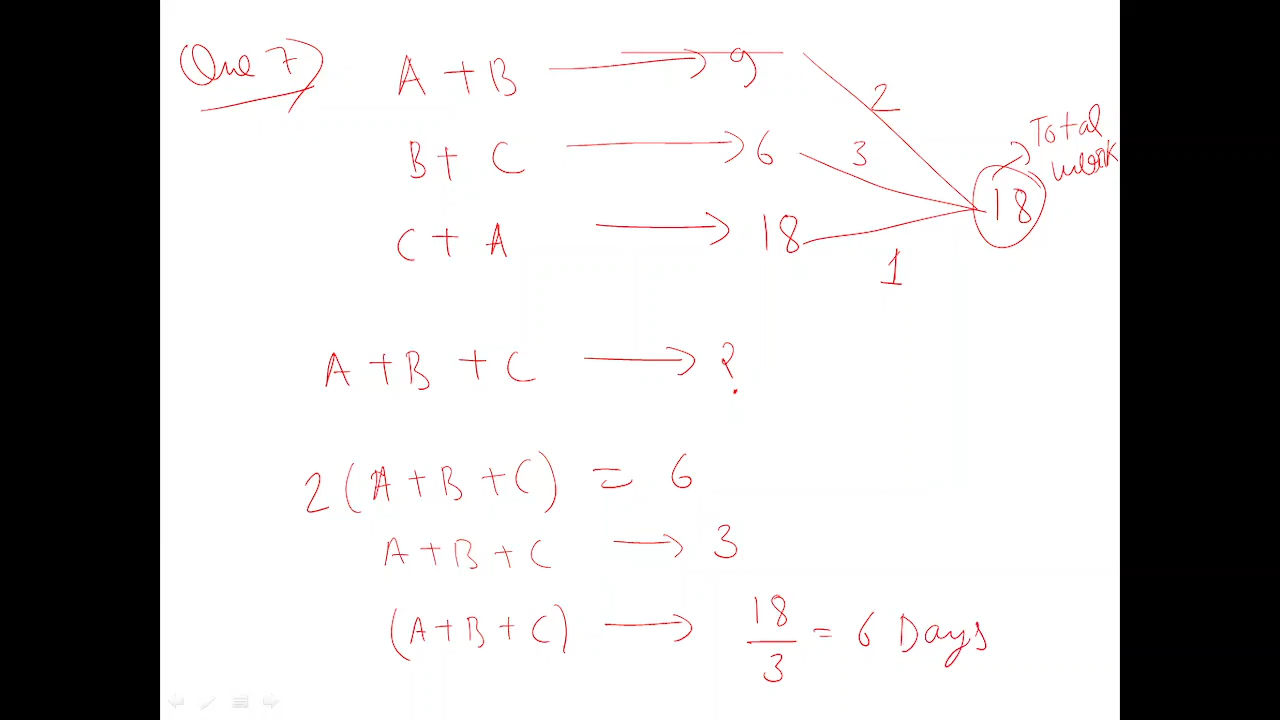 Que 7)
A + B → 9
2
B + C → 6
3
C + A → 18
1
18 → Total work
A + B + C → ?
2 (A + B + C) = 6
A + B + C → 3
(A + B + C) → 18/3 = 6 Days